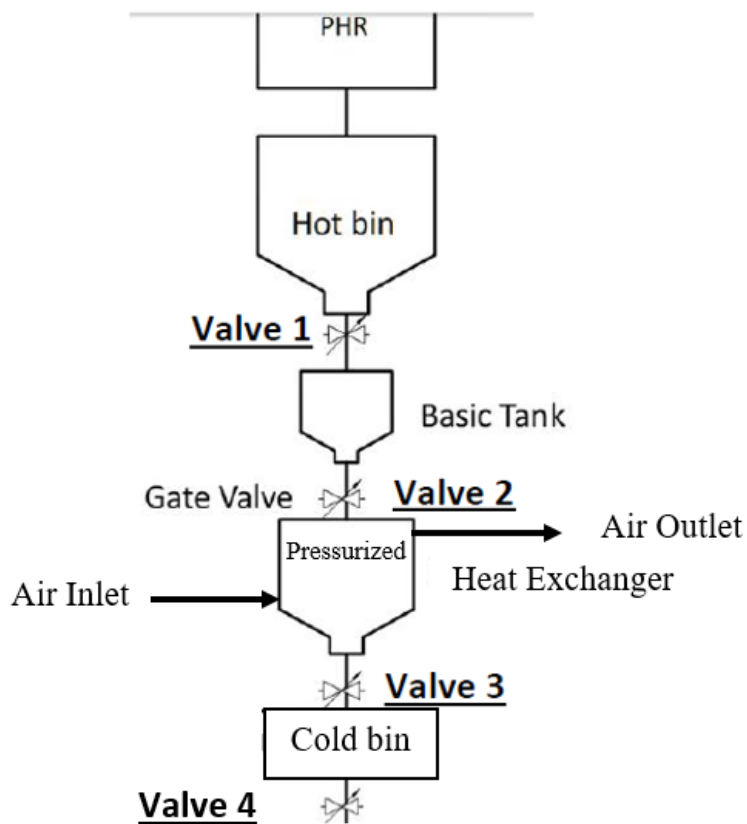 PHR
Hot bin
Valve 1
Basic Tank
Gate Valve
Valve 2
Pressurized
Air Outlet
Heat Exchanger
Air Inlet
Valve 3
Cold bin
Valve 4